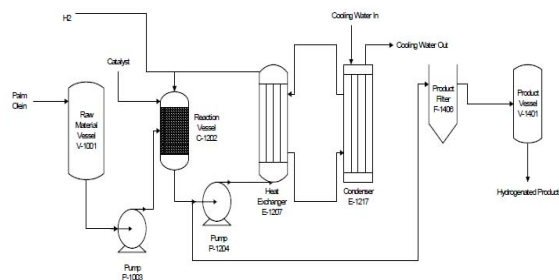 H2
Cooling Water In
Cooling Water Out
Catalyst
Palm
Olein
Raw
Material
Vessel
V-1001
Reaction
Vessel
C-1202
Heat
Exchanger
E-1207
Condenser
E-1217
Product
Filter
F-1406
Product
Vessel
V-1401
Hydrogenated Product
Pump
P-1204
Pump
P-1003